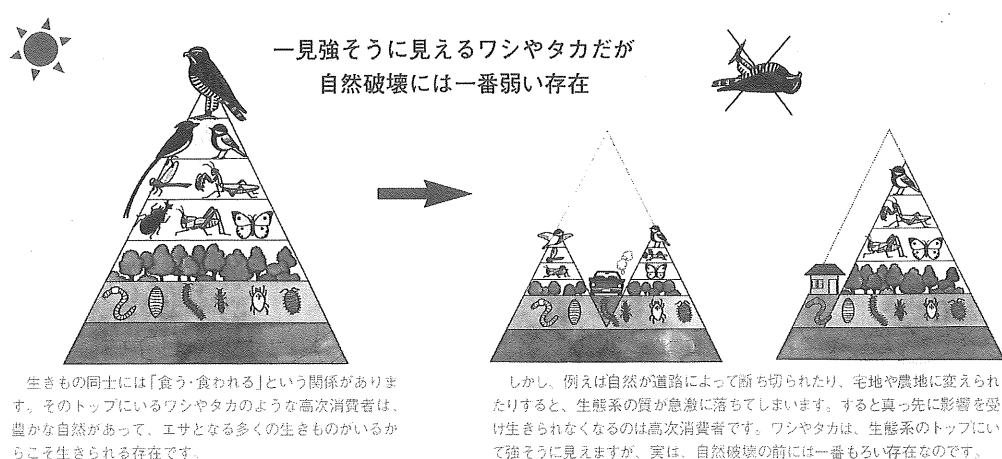 一見強そうに見えるワシやタカだが
自然破壊には一番弱い存在
生きもの同士には「食う・食われる」という関係がありま
す。そのトップにいるワシやタカのような高次消費者は、
豊かな自然があって、エサとなる多くの生きものがいるか
らこそ生きられる存在です。
しかし、例えば自然が道路によって断ち切られたり、宅地や農地に変えられ
たりすると、生態系の質が急激に落ちてしまいます。すると真っ先に影響を受
け生きられなくなるのは高次消費者です。ワシやタカは、生態系のトップにい
て強そうに見えますが、実は、自然破壊の前には一番もろい存在なのです。